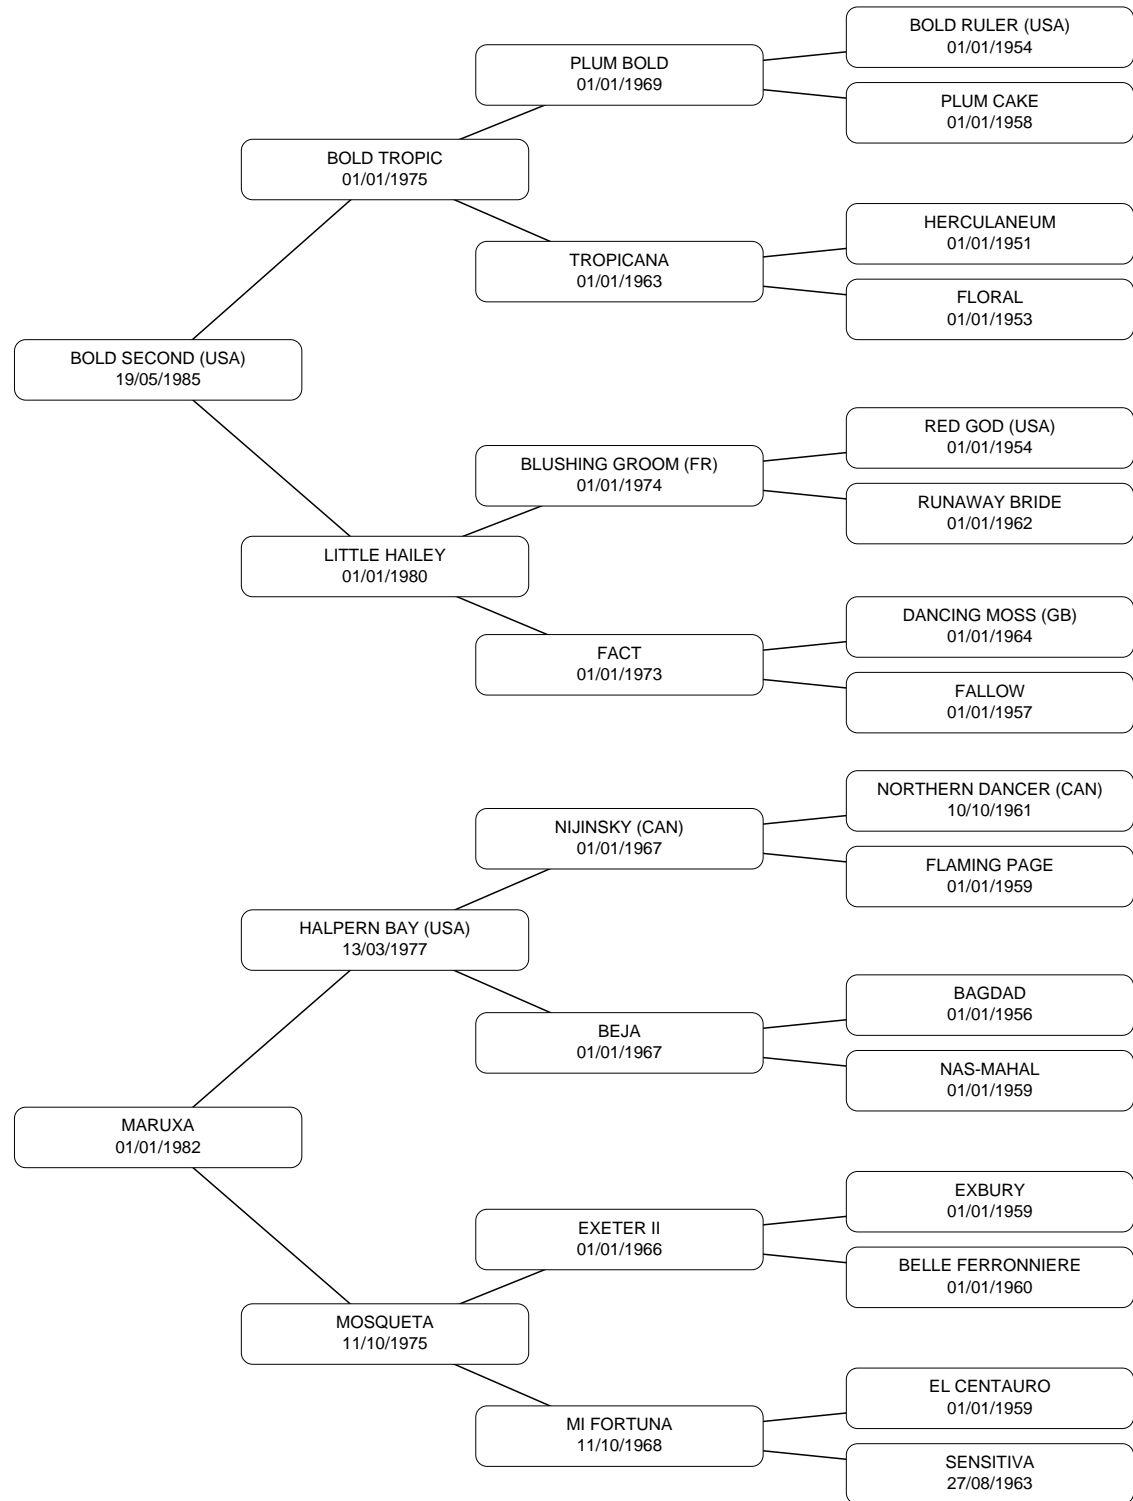 BOLD RULER (USA)
01/01/1954
PLUM BOLD
01/01/1969
PLUM CAKE
01/01/1958
BOLD TROPIC
01/01/1975
HERCULANEUM
01/01/1951
TROPICANA
01/01/1963
FLORAL
01/01/1953
BOLD SECOND (USA)
19/05/1985
RED GOD (USA)
01/01/1954
BLUSHING GROOM (FR)
01/01/1974
RUNAWAY BRIDE
01/01/1962
LITTLE HAILEY
01/01/1980
DANCING MOSS (GB)
01/01/1964
FACT
01/01/1973
FALLOW
01/01/1957
NORTHERN DANCER (CAN)
10/10/1961
NIJINSKY (CAN)
01/01/1967
FLAMING PAGE
01/01/1959
HALPERN BAY (USA)
13/03/1977
BAGDAD
01/01/1956
BEJA
01/01/1967
NAS-MAHAL
01/01/1959
MARUXA
01/01/1982
EXBURY
01/01/1959
EXETER II
01/01/1966
BELLE FERRONNIERE
01/01/1960
MOSQUETA
11/10/1975
EL CENTAURO
01/01/1959
MI FORTUNA
11/10/1968
SENSITIVA
27/08/1963